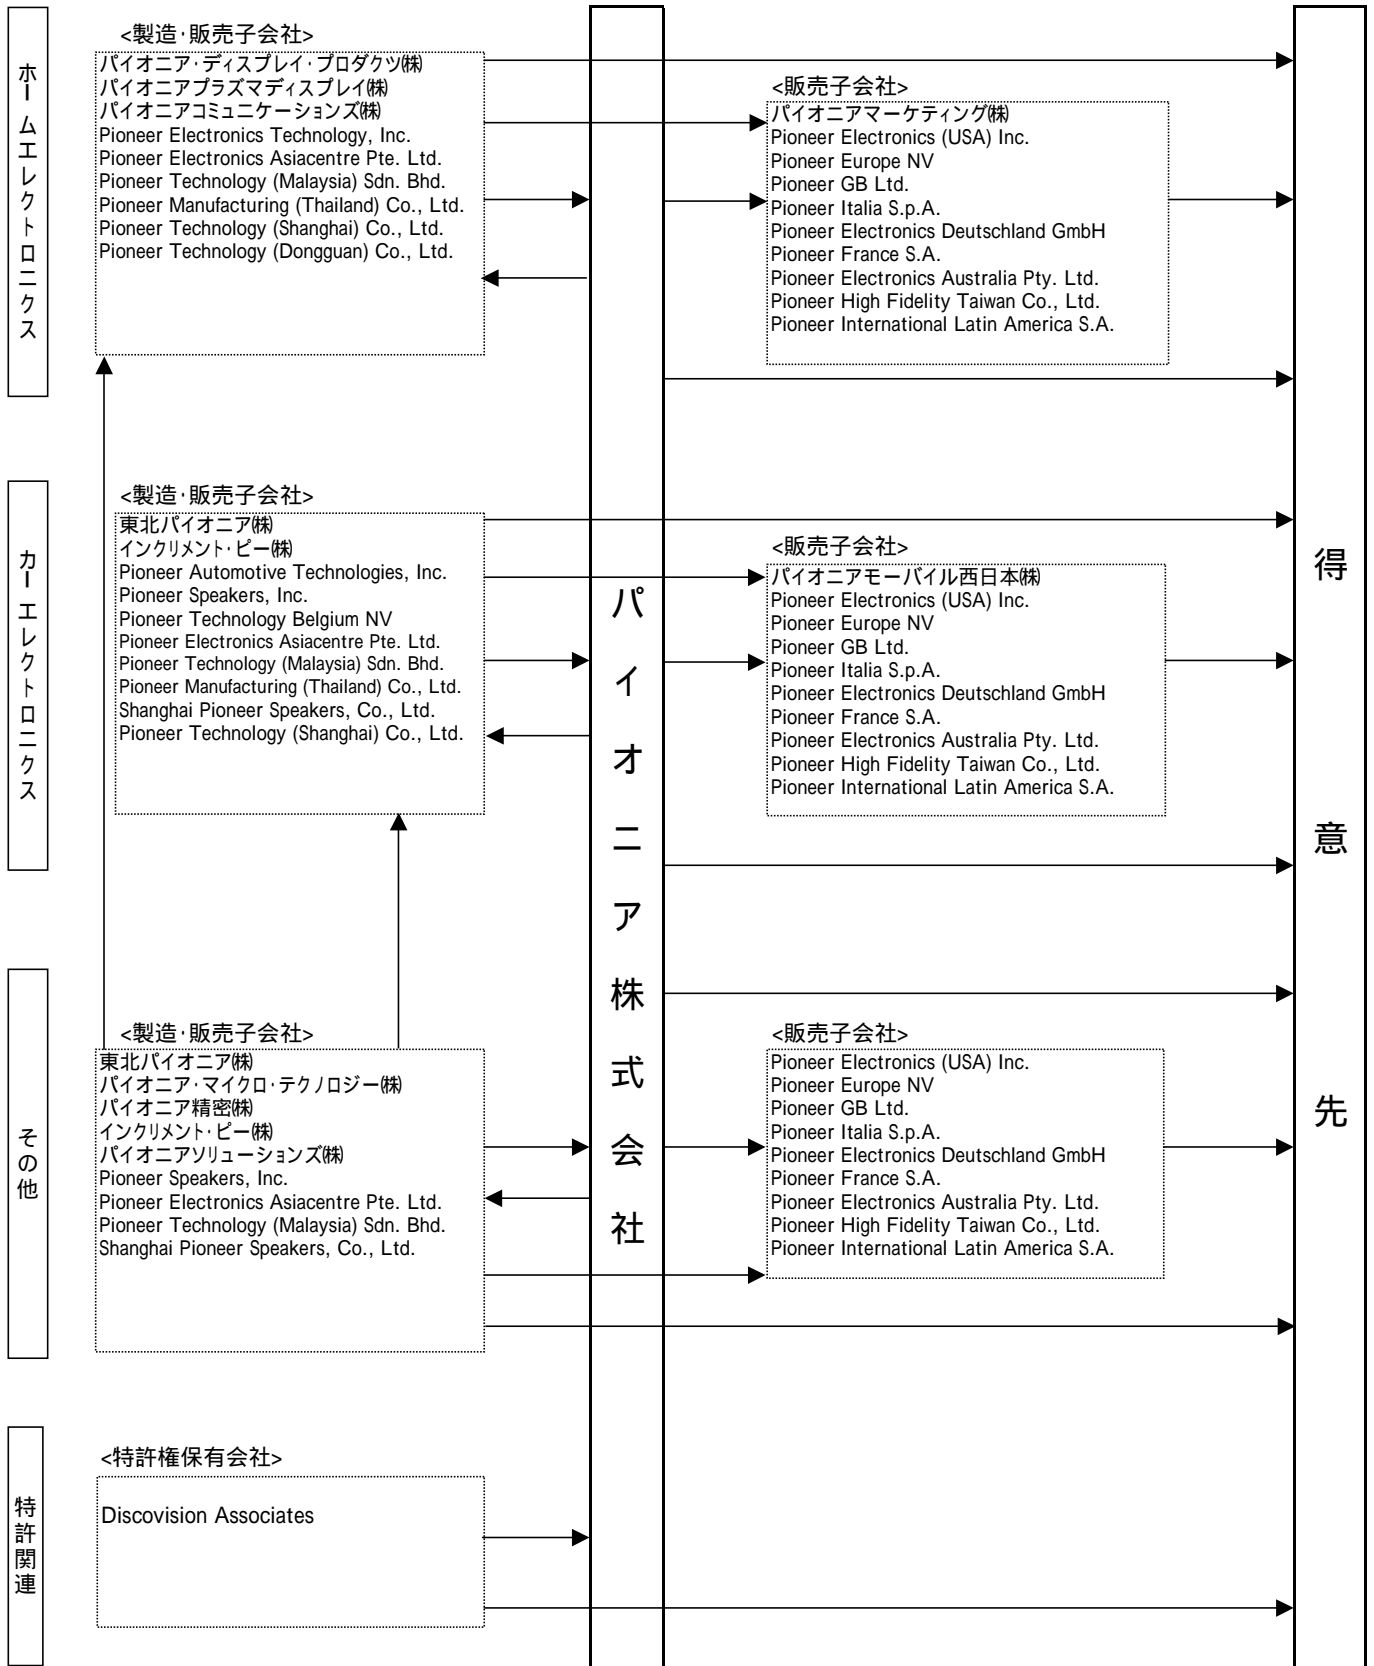 ホームエレクトロニクス
<製造･販売子会社>
パイオニア･ディスプレイ･プロダクツ㈱
パイオニアプラズマディスプレイ㈱
パイオニアコミュニケーションズ㈱
Pioneer Electronics Technology, Inc.
Pioneer Electronics Asiacentre Pte. Ltd.
Pioneer Technology (Malaysia) Sdn. Bhd.
Pioneer Manufacturing (Thailand) Co., Ltd.
Pioneer Technology (Shanghai) Co., Ltd.
Pioneer Technology (Dongguan) Co., Ltd.
<販売子会社>
パイオニアマーケティング㈱
Pioneer Electronics (USA) Inc.
Pioneer Europe NV
Pioneer GB Ltd.
Pioneer Italia S.p.A.
Pioneer Electronics Deutschland GmbH
Pioneer France S.A.
Pioneer Electronics Australia Pty. Ltd.
Pioneer High Fidelity Taiwan Co., Ltd.
Pioneer International Latin America S.A.
カーエレクトロニクス
<製造･販売子会社>
東北パイオニア㈱
インクリメント･ピー㈱
Pioneer Automotive Technologies, Inc.
Pioneer Speakers, Inc.
Pioneer Technology Belgium NV
Pioneer Electronics Asiacentre Pte. Ltd.
Pioneer Technology (Malaysia) Sdn. Bhd.
Pioneer Manufacturing (Thailand) Co., Ltd.
Shanghai Pioneer Speakers, Co., Ltd.
Pioneer Technology (Shanghai) Co., Ltd.
<販売子会社>
パイオニアモーバイル西日本㈱
Pioneer Electronics (USA) Inc.
Pioneer Europe NV
Pioneer GB Ltd.
Pioneer Italia S.p.A.
Pioneer Electronics Deutschland GmbH
Pioneer France S.A.
Pioneer Electronics Australia Pty. Ltd.
Pioneer High Fidelity Taiwan Co., Ltd.
Pioneer International Latin America S.A.
その他
<製造･販売子会社>
東北パイオニア㈱
パイオニア･マイクロ･テクノロジー㈱
パイオニア精密㈱
インクリメント･ピー㈱
パイオニアソリューションズ㈱
Pioneer Speakers, Inc.
Pioneer Electronics Asiacentre Pte. Ltd.
Pioneer Technology (Malaysia) Sdn. Bhd.
Shanghai Pioneer Speakers, Co., Ltd.
<販売子会社>
Pioneer Electronics (USA) Inc.
Pioneer Europe NV
Pioneer GB Ltd.
Pioneer Italia S.p.A.
Pioneer Electronics Deutschland GmbH
Pioneer France S.A.
Pioneer Electronics Australia Pty. Ltd.
Pioneer High Fidelity Taiwan Co., Ltd.
Pioneer International Latin America S.A.
特許関連
<特許権保有会社>
Discovision Associates
パイオニア株式会社
得意先